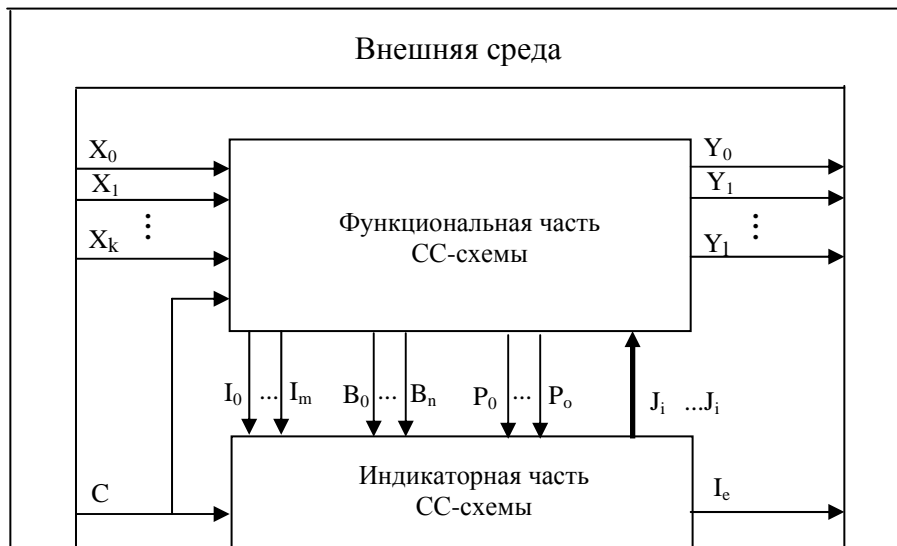 Внешняя среда
X₀ Y₀
X₁ Y₁
⋮ ⋮
Xₖ Yₗ
Функциональная часть
СС-схемы
I₀ ... Iₘ B₀ ... Bₙ P₀ ... Pₒ Jᵢ ...Jᵢ
Индикаторная часть
СС-схемы
C Iₑ